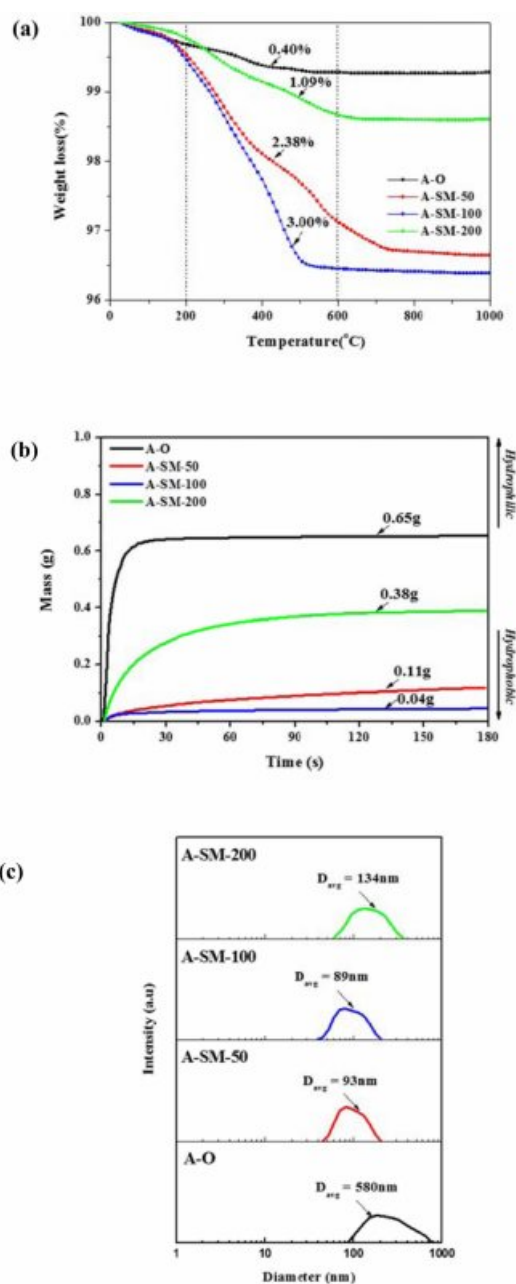 (a)
100
99
98
97
96
Weight loss(%)
0.40%
1.09%
2.38%
3.00%
A-O
A-SM-50
A-SM-100
A-SM-200
0 200 400 600 800 1000
Temperature(°C)
(b)
1.0
0.8
0.6
0.4
0.2
0.0
Mass (g)
A-O
A-SM-50
A-SM-100
A-SM-200
0.65g
0.38g
0.11g
0.04g
Hydrophilic
Hydrophobic
0 30 60 90 120 150 180
Time (s)
(c)
Intensity (a.u)
A-SM-200
Davg = 134nm
A-SM-100
Davg = 89nm
A-SM-50
Davg = 93nm
A-O
Davg = 580nm
1 10 100 1000
Diameter (nm)